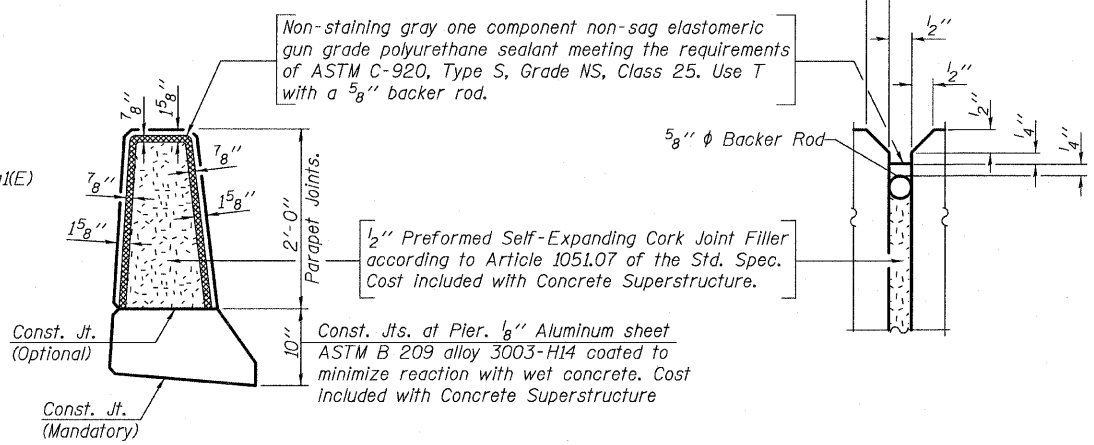 Non-staining gray one component non-sag elastomeric
gun grade polyurethane sealant meeting the requirements
of ASTM C-920, Type S, Grade NS, Class 25. Use T
with a 5/8" backer rod.
1/2"
1/2"
1/2"
1/4"
1/4"
5/8" φ Backer Rod
7/8"
1 5/8"
7/8"
1 5/8"
7/8"
1 5/8"
1(E)
2'-0"
Parapet Joints.
1/2" Preformed Self-Expanding Cork Joint Filler
according to Article 1051.07 of the Std. Spec.
Cost included with Concrete Superstructure.
Const. Jt.
(Optional)
10"
Const. Jts. at Pier. 1/8" Aluminum sheet
ASTM B 209 alloy 3003-H14 coated to
minimize reaction with wet concrete. Cost
included with Concrete Superstructure
Const. Jt.
(Mandatory)